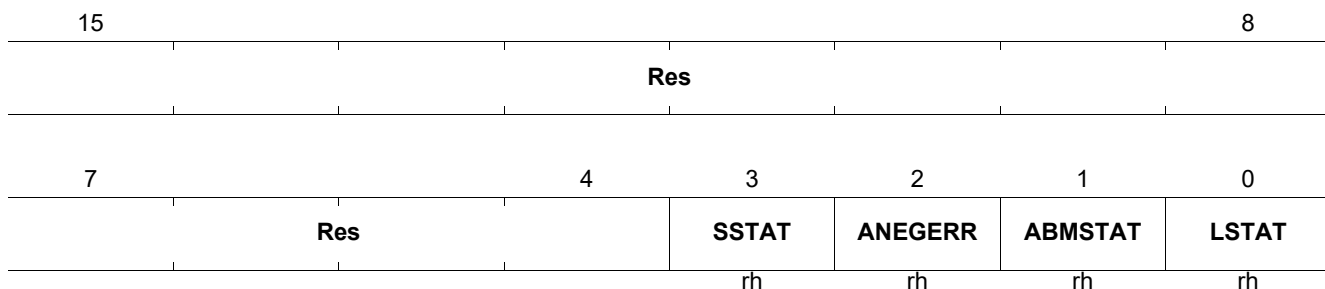 15 8
Res
7 4 3 2 1 0
Res SSTAT ANEGERR ABMSTAT LSTAT
rh rh rh rh